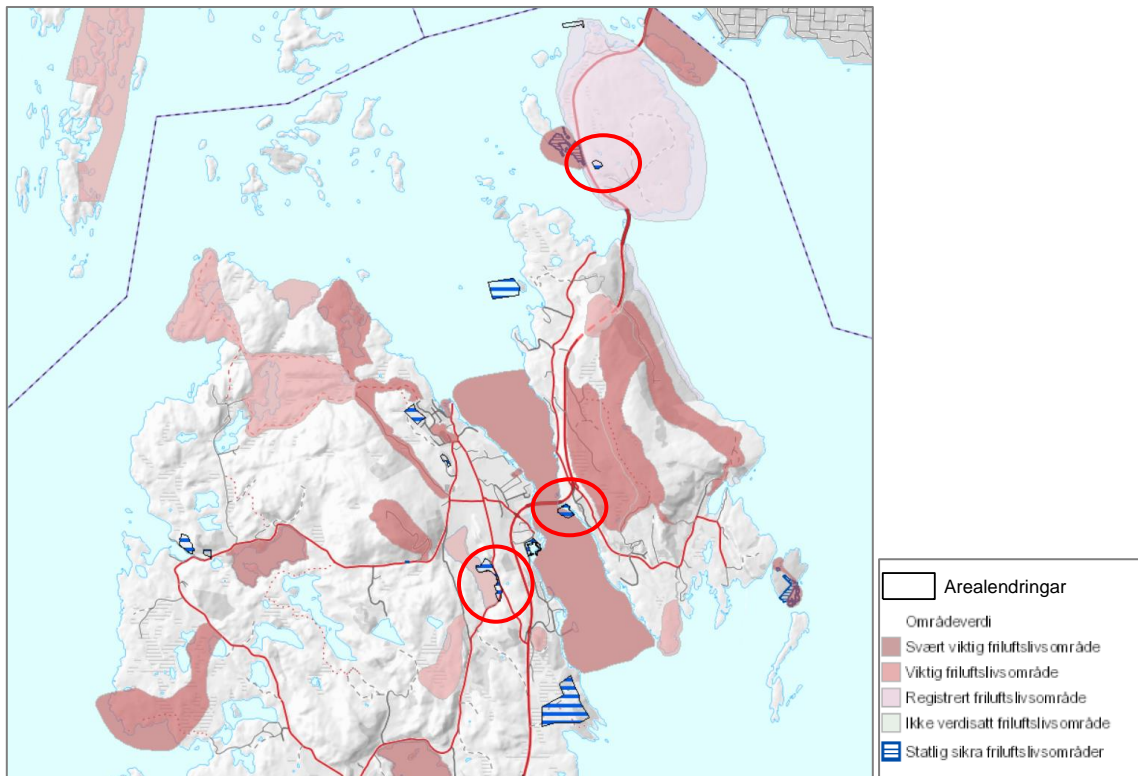 Arealendringar
Områdeverdi
Svært viktig friluftslivsområde
Viktig friluftslivsområde
Registrert friluftslivsområde
Ikke verdisatt friluftslivsområde
Statlig sikra friluftslivsområder